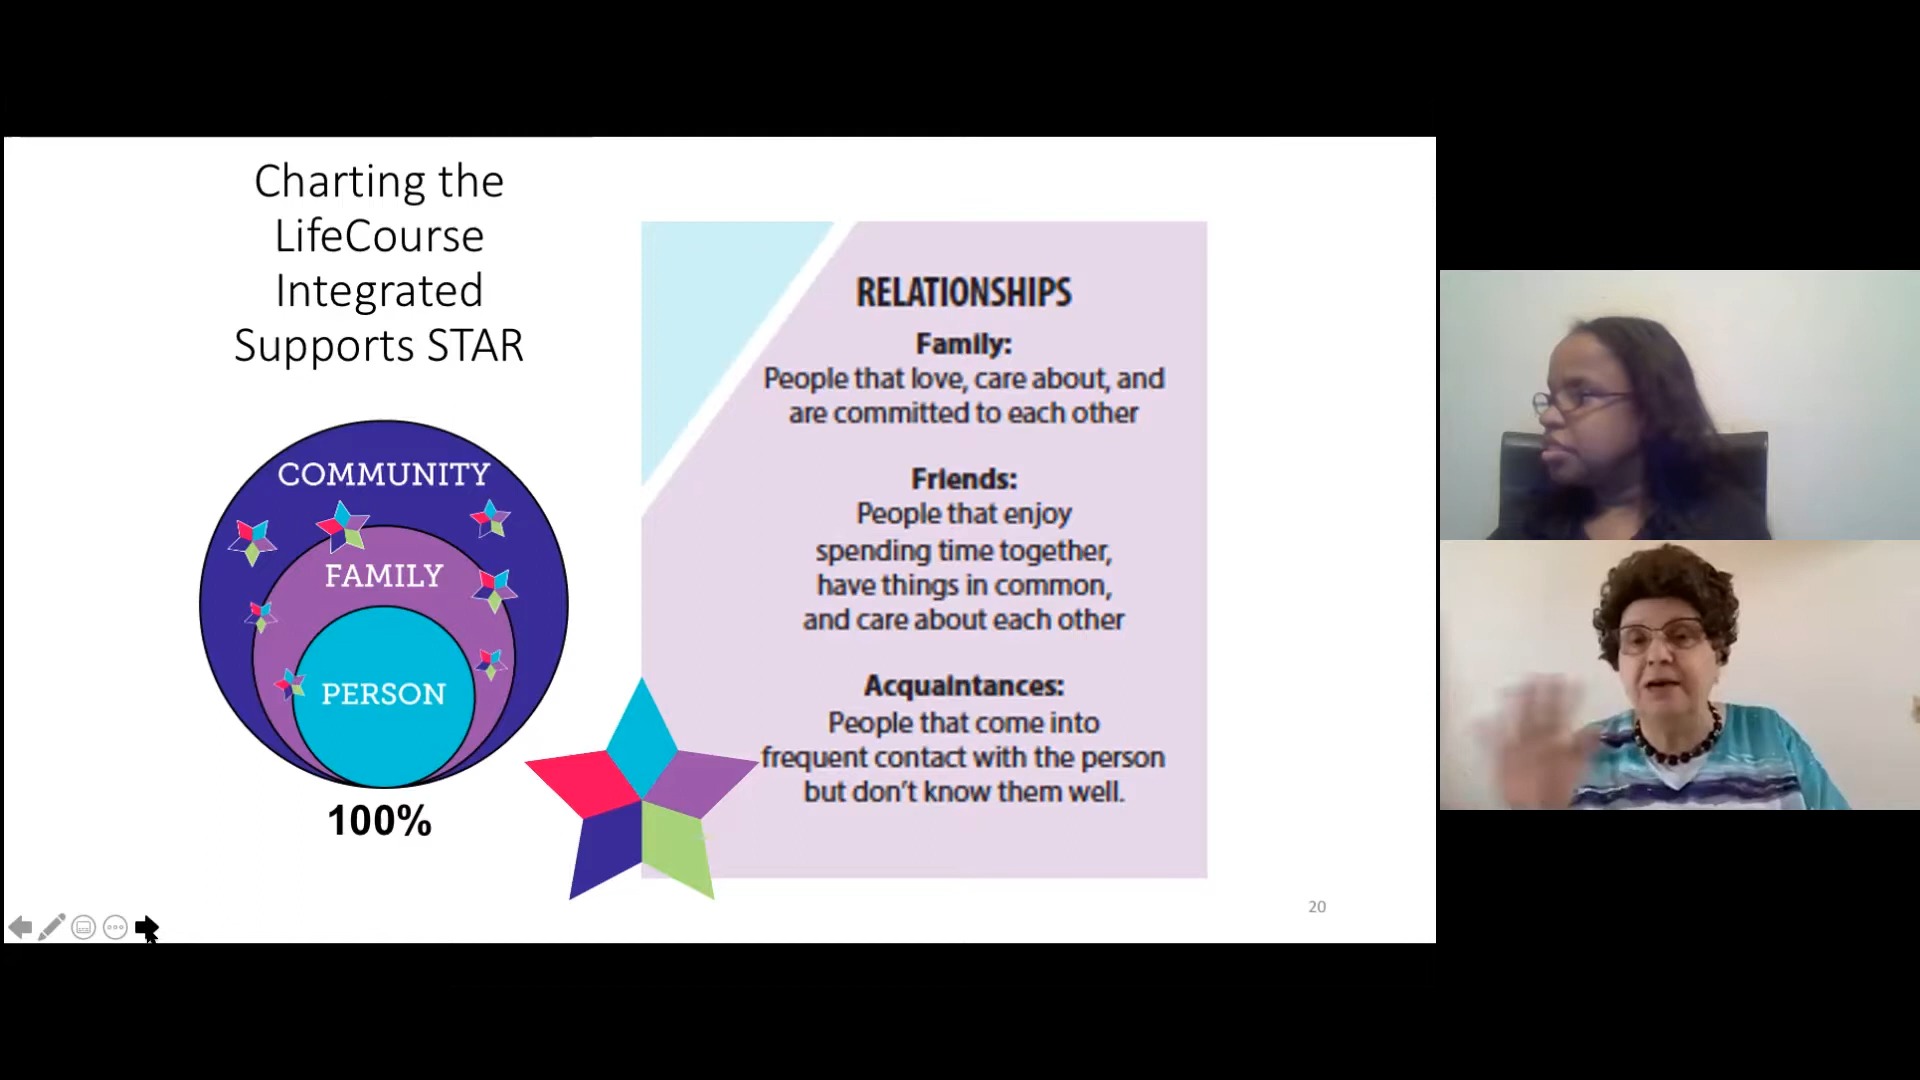 Charting the
LifeCourse
Integrated
Supports STAR
COMMUNITY
FAMILY
PERSON
100%
RELATIONSHIPS
Family:
People that love, care about, and
are committed to each other
Friends:
People that enjoy
spending time together,
have things in common,
and care about each other
Acquaintances:
People that come into
frequent contact with the person
but don't know them well.
20